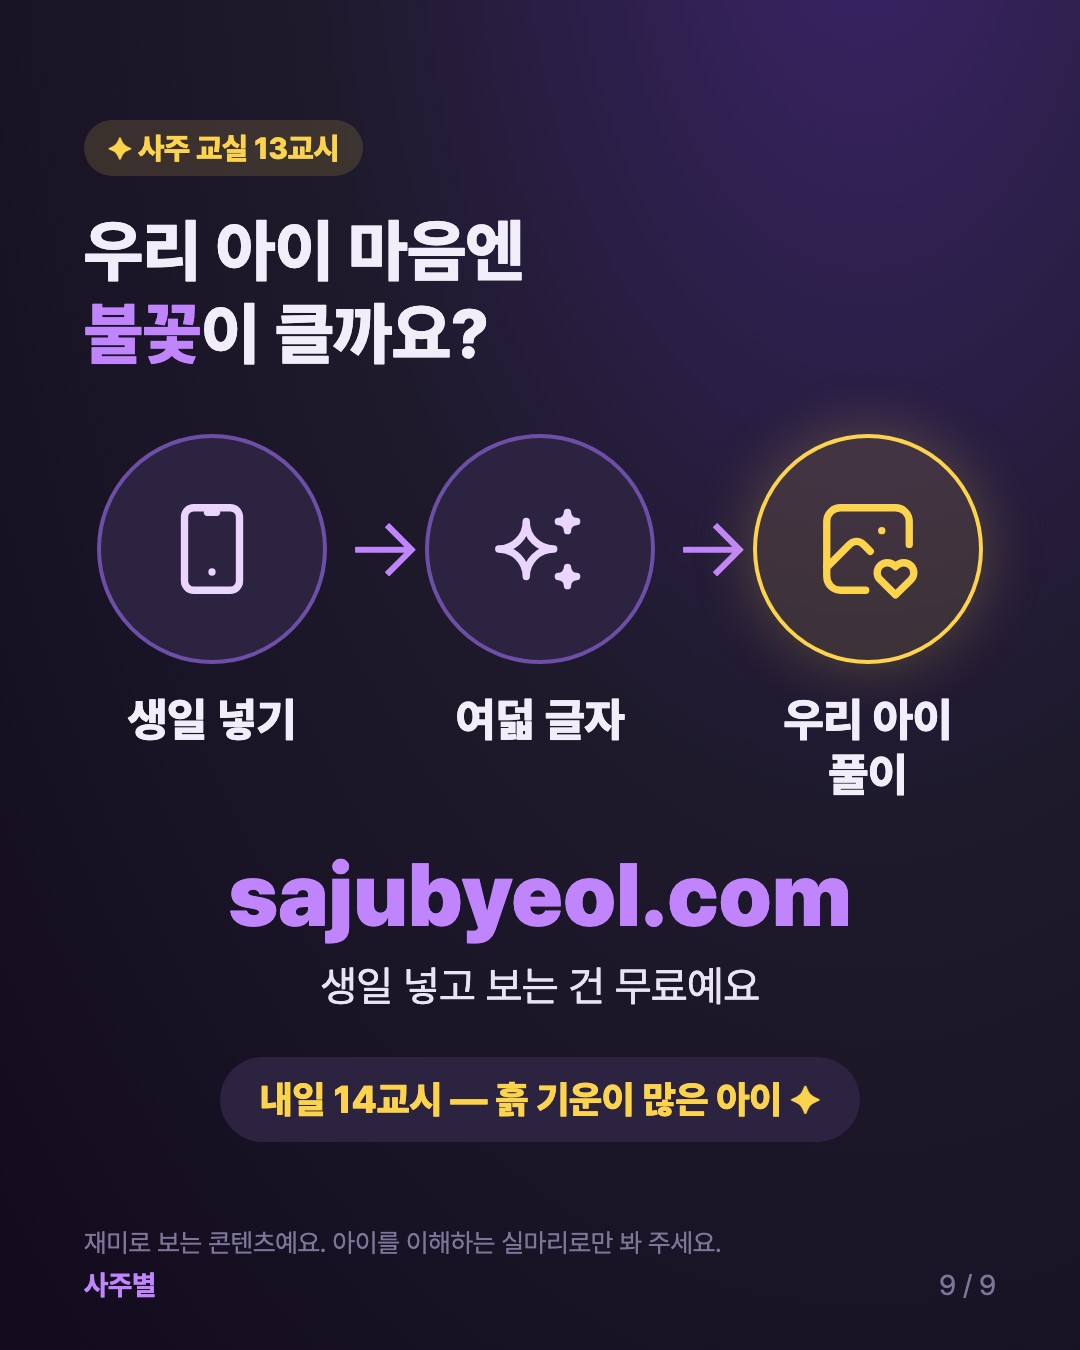 ✦ 사주 교실 13교시
우리 아이 마음엔
불꽃이 클까요?
생일 넣기
여덟 글자
우리 아이
풀이
sajubyeol.com
생일 넣고 보는 건 무료예요
내일 14교시 — 흙 기운이 많은 아이 ✦
재미로 보는 콘텐츠예요. 아이를 이해하는 실마리로만 봐 주세요.
사주별
9 / 9